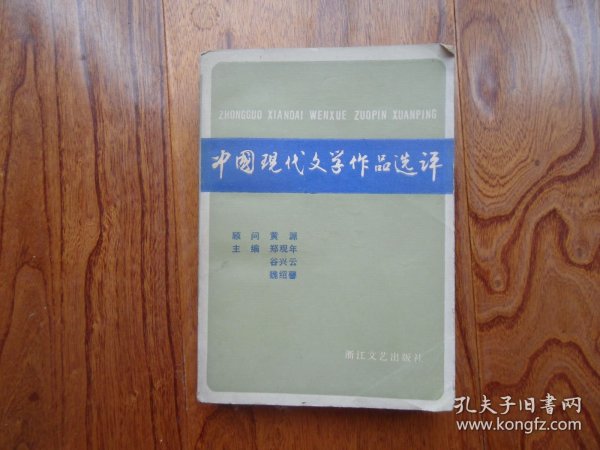 ZHONGGUO XIANDAI WENXUE ZUOPIN XUANPING
中國现代文学作品选评
顾问 黄源
主编 郑观年
谷兴云
魏绍馨
浙江文艺出版社
孔夫子旧书网
www.kongfz.com